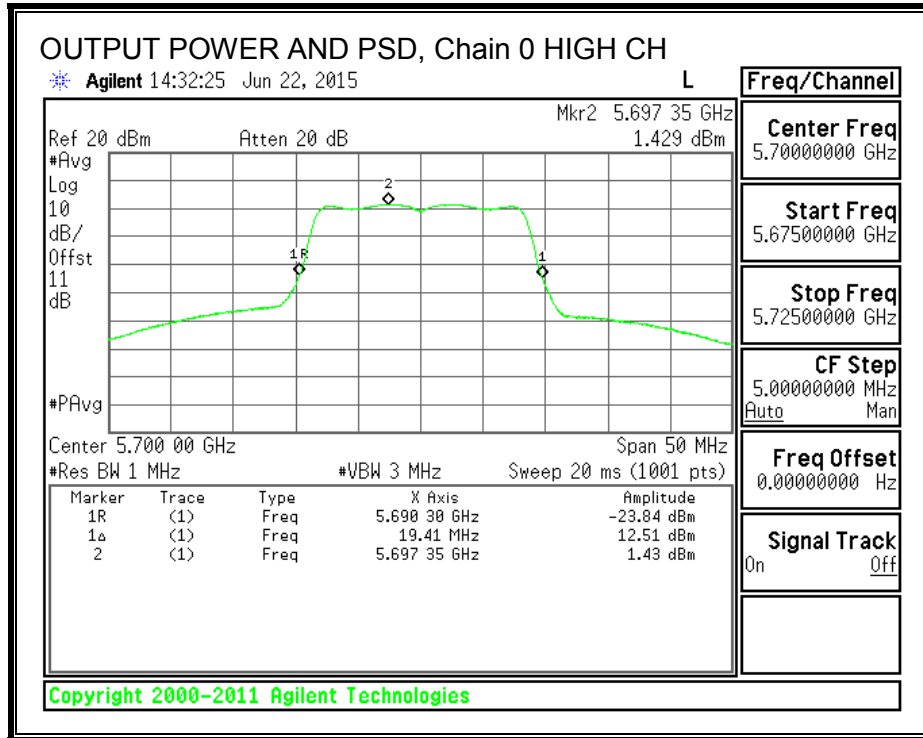 OUTPUT POWER AND PSD, Chain 0 HIGH CH
Agilent 14:32:25 Jun 22, 2015 L
Freq/Channel
Mkr2 5.697 35 GHz
Ref 20 dBm Atten 20 dB 1.429 dBm
#Avg
Log
10
dB/
Offst
11
dB
#PAvg
2
1R
1
Center 5.700 00 GHz Span 50 MHz
#Res BW 1 MHz #VBW 3 MHz Sweep 20 ms (1001 pts)
Marker Trace Type X Axis Amplitude
1R (1) Freq 5.690 30 GHz -23.84 dBm
1Δ (1) Freq 19.41 MHz 12.51 dBm
2 (1) Freq 5.697 35 GHz 1.43 dBm
Center Freq
5.70000000 GHz
Start Freq
5.67500000 GHz
Stop Freq
5.72500000 GHz
CF Step
5.00000000 MHz
Auto Man
Freq Offset
0.00000000 Hz
Signal Track
On Off
Copyright 2000-2011 Agilent Technologies